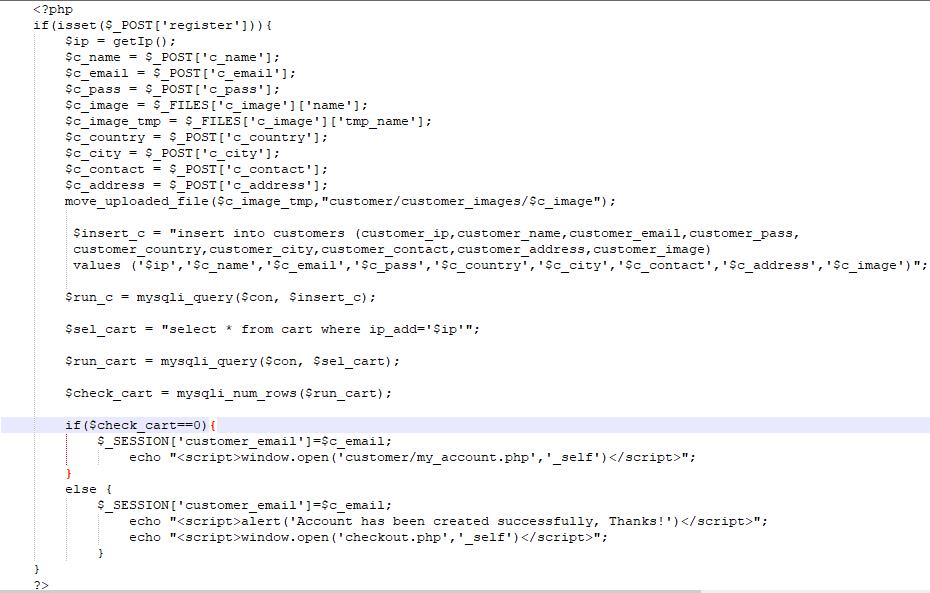 <?php
if(isset($_POST['register'])){
$ip = getIp();
$c_name = $_POST['c_name'];
$c_email = $_POST['c_email'];
$c_pass = $_POST['c_pass'];
$c_image = $_FILES['c_image']['name'];
$c_image_tmp = $_FILES['c_image']['tmp_name'];
$c_country = $_POST['c_country'];
$c_city = $_POST['c_city'];
$c_contact = $_POST['c_contact'];
$c_address = $_POST['c_address'];
move_uploaded_file($c_image_tmp,"customer/customer_images/$c_image");
$insert_c = "insert into customers (customer_ip,customer_name,customer_email,customer_pass,
customer_country,customer_city,customer_contact,customer_address,customer_image)
values ('$ip','$c_name','$c_email','$c_pass','$c_country','$c_city','$c_contact','$c_address','$c_image')";
$run_c = mysqli_query($con, $insert_c);
$sel_cart = "select * from cart where ip_add='$ip'";
$run_cart = mysqli_query($con, $sel_cart);
$check_cart = mysqli_num_rows($run_cart);
if($check_cart==0){
$_SESSION['customer_email']=$c_email;
echo "<script>window.open('customer/my_account.php','_self')</script>";
}
else {
$_SESSION['customer_email']=$c_email;
echo "<script>alert('Account has been created successfully, Thanks!')</script>";
echo "<script>window.open('checkout.php','_self')</script>";
}
}
?>